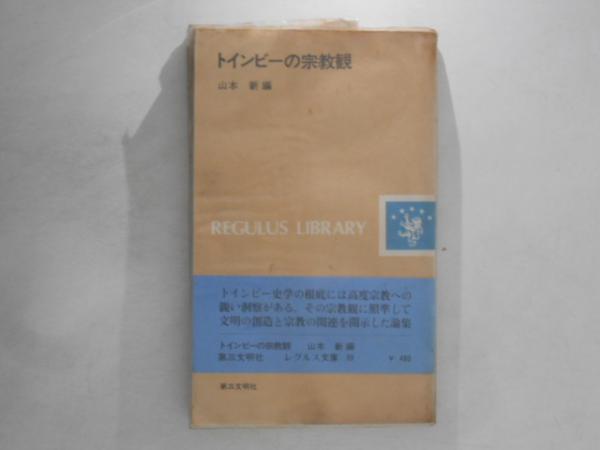 トインビーの宗教観
山本 新 編
REGULUS LIBRARY
トインビー史学の根底には高度宗教への
鋭い洞察がある。その宗教観に照準して
文明の創造と宗教の関連を開示した論集
トインビーの宗教観 山本 新 編
第三文明社 レグルス文庫
¥ 480
第三文明社